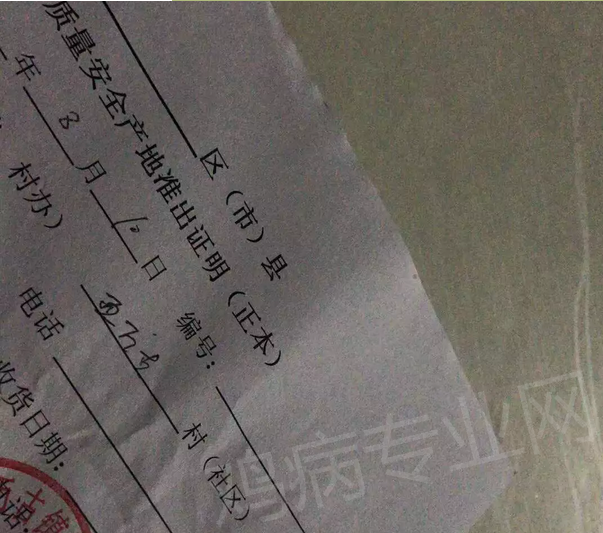 区（市）县
质量安全产地准出证明（正本）
编号：
年 8 月 10 日
村（社区）
村办）
电话
收货日期：
鸡病专业网